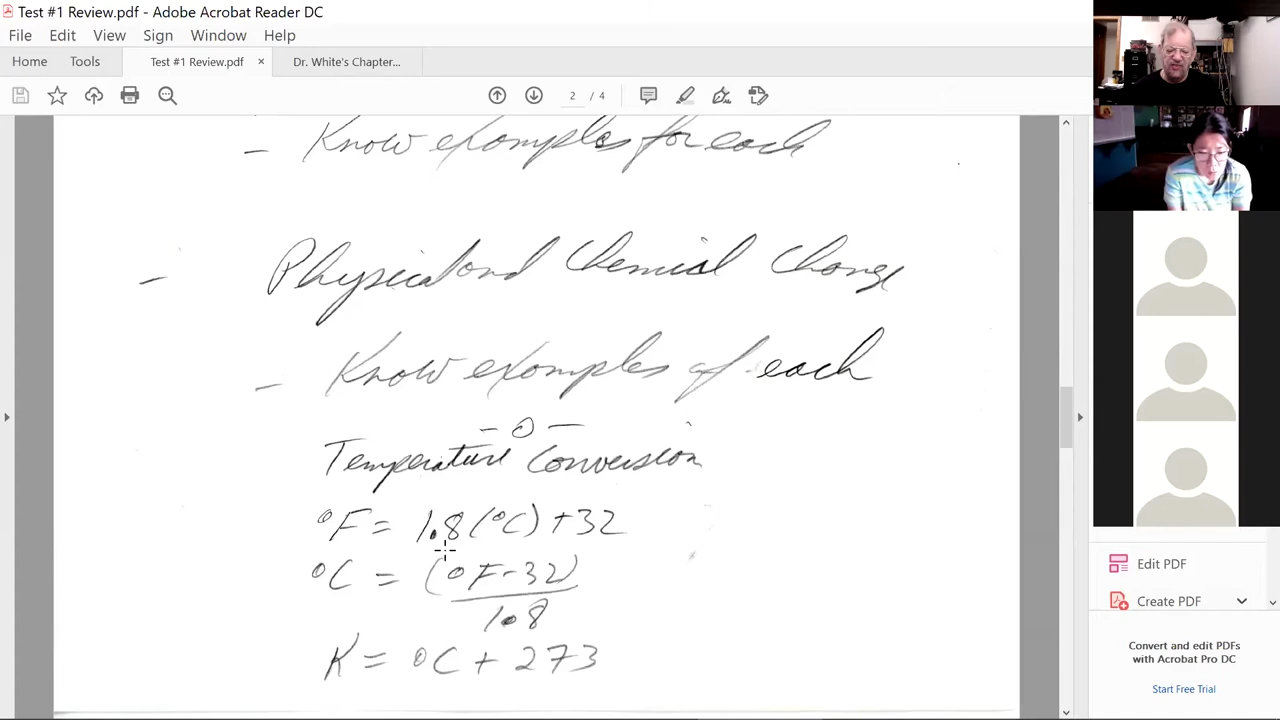 Test #1 Review.pdf - Adobe Acrobat Reader DC
File Edit View Sign Window Help
Home Tools Test #1 Review.pdf × Dr. White's Chapter...
2 / 4
- Know examples for each
- Physical and Chemical Change
- Know examples of each
- 0 -
Temperature Conversion
°F = 1.8(°C) + 32
°C = (°F - 32)
1.8
K = °C + 273
Edit PDF
Create PDF
Convert and edit PDFs
with Acrobat Pro DC
Start Free Trial